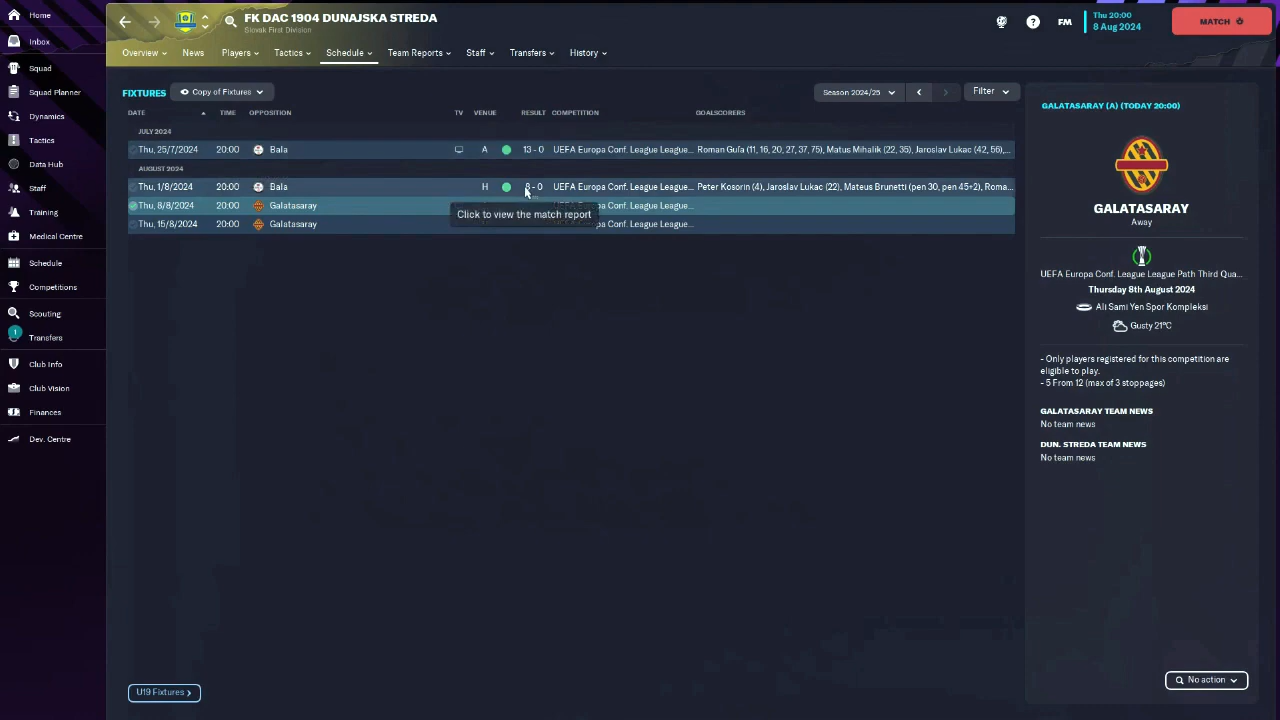 Home
Inbox
Squad
Squad Planner
Dynamics
Tactics
Data Hub
Staff
Training
Medical Centre
Schedule
Competitions
Scouting
1
Transfers
Club Info
Club Vision
Finances
Dev. Centre
FK DAC 1904 DUNAJSKA STREDA
Slovak First Division
FM
Thu 20:00
8 Aug 2024
MATCH
Overview News Players Tactics Schedule Team Reports Staff Transfers History
FIXTURES Copy of Fixtures Season 2024/25 Filter
DATE TIME OPPOSITION TV VENUE RESULT COMPETITION GOALSCORERS
JULY 2024
Thu, 25/7/2024 20:00 Bala A 13 - 0 UEFA Europa Conf. League League... Roman Gufa (11, 16, 20, 27, 37, 75), Matus Mihalik (22, 35), Jaroslav Lukac (42, 56),...
AUGUST 2024
Thu, 1/8/2024 20:00 Bala H - 0 UEFA Europa Conf. League League... Peter Kosorin (4), Jaroslav Lukac (22), Mateus Brunetti (pen 30, pen 45+2), Roma...
Thu, 8/8/2024 20:00 Galatasaray Conf. League League...
Click to view the match report
Thu, 15/8/2024 20:00 Galatasaray Conf. League League...
U19 Fixtures >
GALATASARAY (A) (TODAY 20:00)
GALATASARAY
Away
UEFA Europa Conf. League League Path Third Qua...
Thursday 8th August 2024
Ali Sami Yen Spor Kompleksi
Gusty 21°C
- Only players registered for this competition are
eligible to play.
- 5 From 12 (max of 3 stoppages)
GALATASARAY TEAM NEWS
No team news
DUN. STREDA TEAM NEWS
No team news
No action